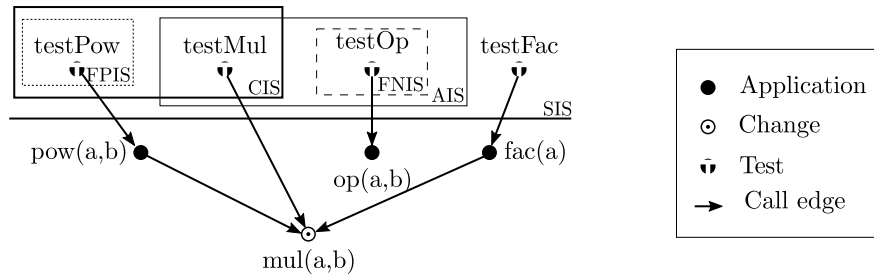 testPow testMul testOp testFac
FPIS CIS FNIS AIS
SIS
pow(a,b) op(a,b) fac(a)
mul(a,b)
Application
Change
Test
Call edge